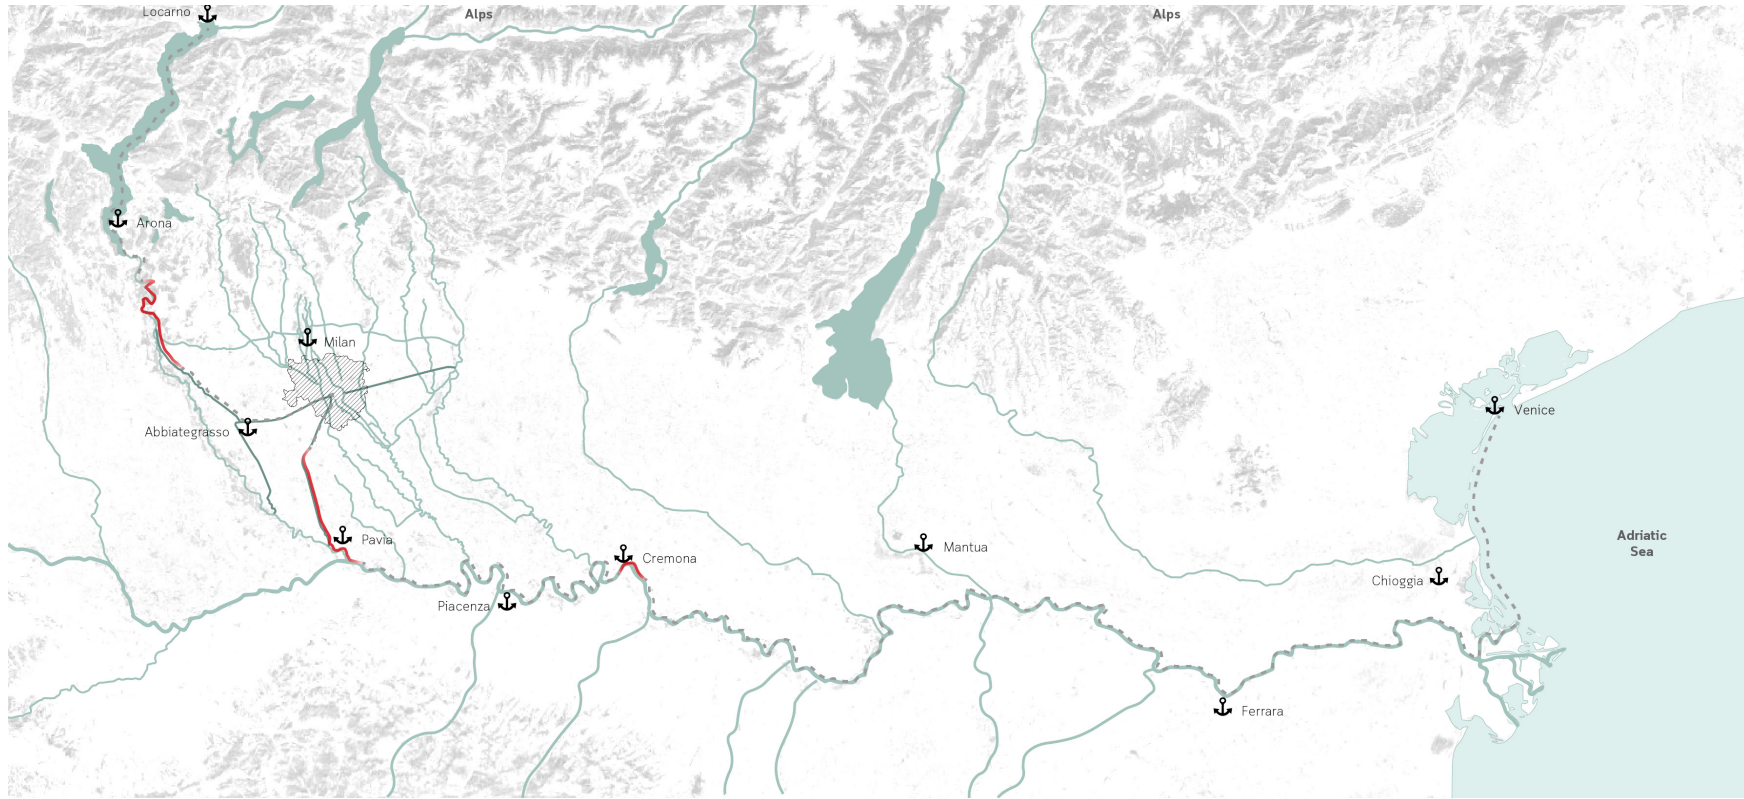 Locarno
Alps
Alps
Arona
Milan
Abbiategrasso
Venice
Pavia
Cremona
Mantua
Adriatic
Sea
Chioggia
Piacenza
Ferrara